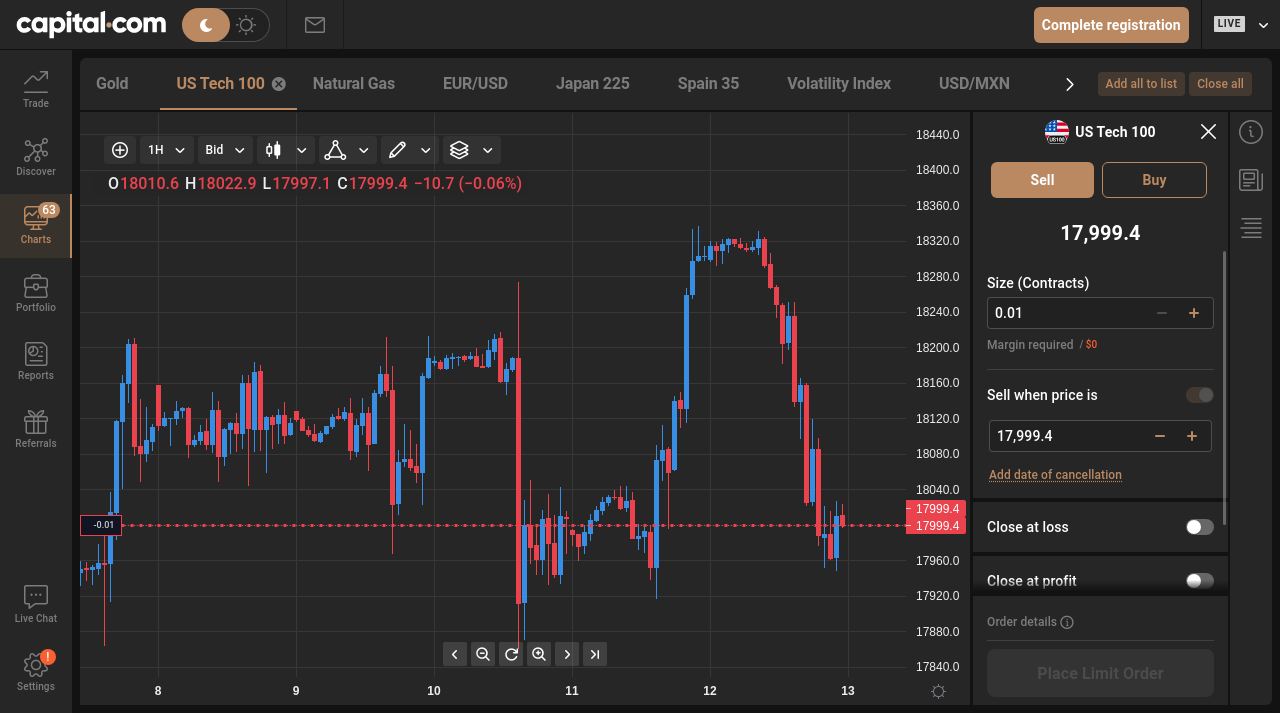 capital.com
Complete registration
LIVE
Trade
Discover
63
Charts
Portfolio
Reports
Referrals
Live Chat
!
Settings
Gold
US Tech 100
Natural Gas
EUR/USD
Japan 225
Spain 35
Volatility Index
USD/MXN
Add all to list
Close all
1H
Bid
O18010.6 H18022.9 L17997.1 C17999.4 −10.7 (−0.06%)
18440.0
18400.0
18360.0
18320.0
18280.0
18240.0
18200.0
18160.0
18120.0
18080.0
18040.0
17999.4
17999.4
17960.0
17920.0
17880.0
17840.0
-0.01
8
9
10
11
12
13
US100
US Tech 100
Sell
Buy
17,999.4
Size (Contracts)
0.01
Margin required / $0
Sell when price is
17,999.4
Add date of cancellation
Close at loss
Close at profit
Order details
Place Limit Order